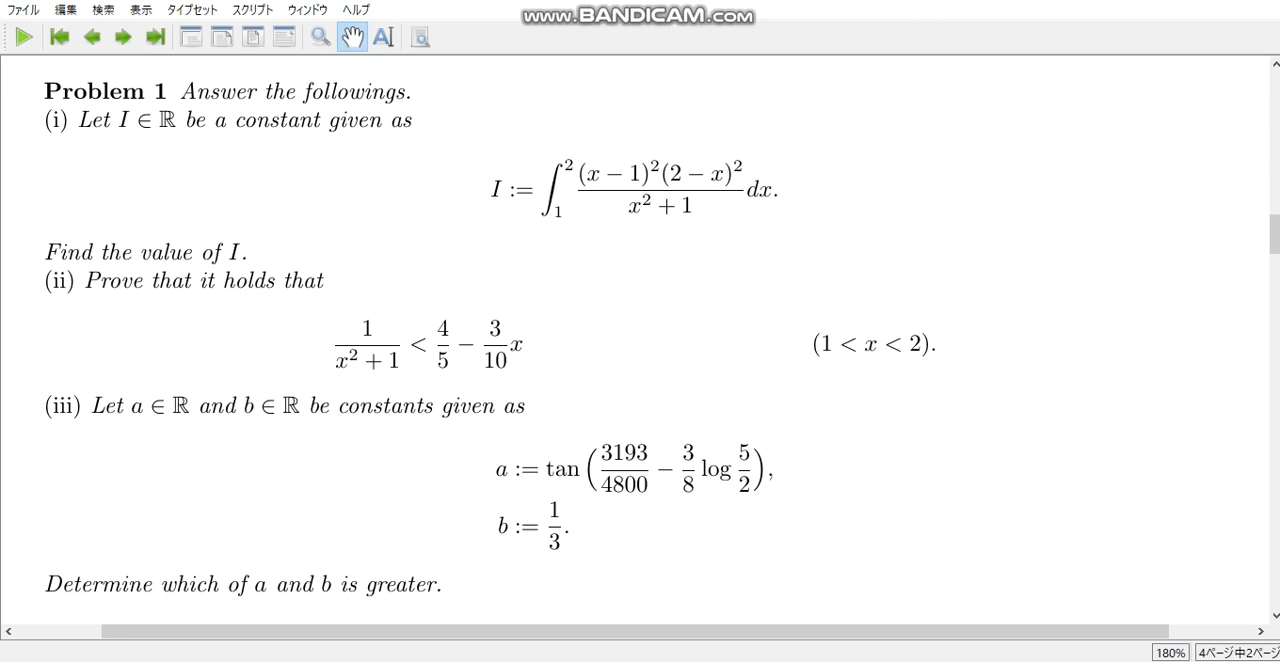 ファイル 編集 検索 表示 タイプセット スクリプト ウィンドウ ヘルプ
www.BANDICAM.com
Problem 1 Answer the followings.
(i) Let I ∈ ℝ be a constant given as
I := ∫₁² (x − 1)²(2 − x)² / (x² + 1) dx.
Find the value of I.
(ii) Prove that it holds that
1/(x² + 1) < 4/5 − 3/10 x (1 < x < 2).
(iii) Let a ∈ ℝ and b ∈ ℝ be constants given as
a := tan(3193/4800 − 3/8 log 5/2),
b := 1/3.
Determine which of a and b is greater.
180% 4ページ中2ページ